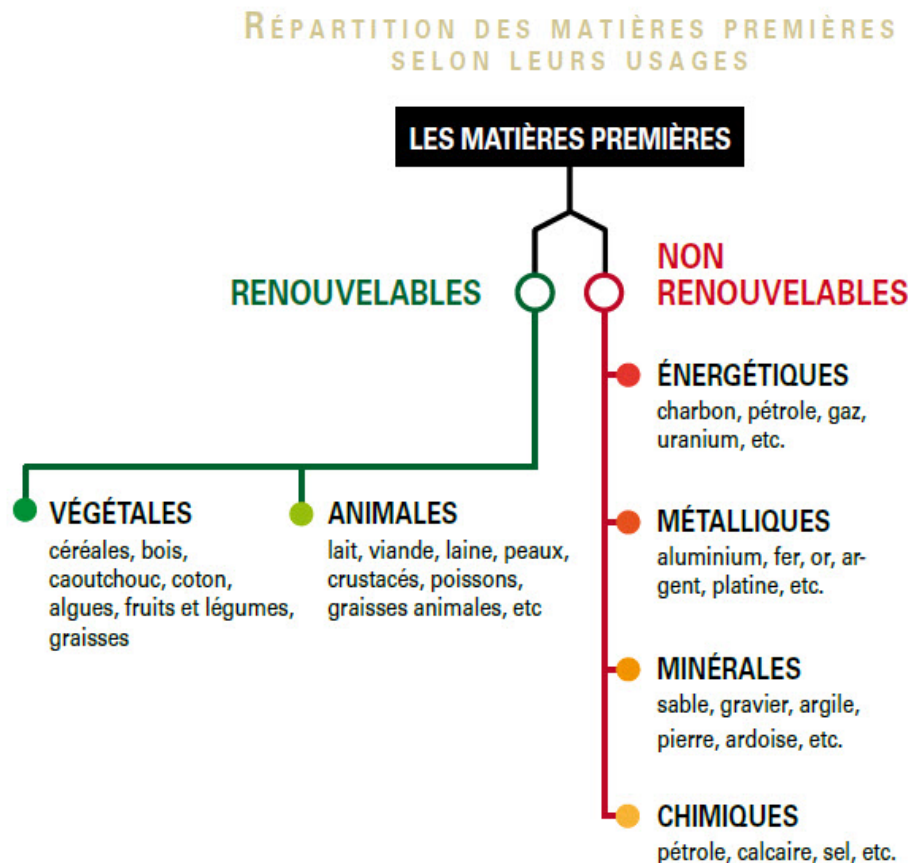 RÉPARTITION DES MATIÈRES PREMIÈRES
SELON LEURS USAGES
LES MATIÈRES PREMIÈRES
RENOUVELABLES
NON
RENOUVELABLES
VÉGÉTALES
céréales, bois,
caoutchouc, coton,
algues, fruits et légumes,
graisses
ANIMALES
lait, viande, laine, peaux,
crustacés, poissons,
graisses animales, etc
ÉNERGÉTIQUES
charbon, pétrole, gaz,
uranium, etc.
MÉTALLIQUES
aluminium, fer, or, ar-
gent, platine, etc.
MINÉRALES
sable, gravier, argile,
pierre, ardoise, etc.
CHIMIQUES
pétrole, calcaire, sel, etc.